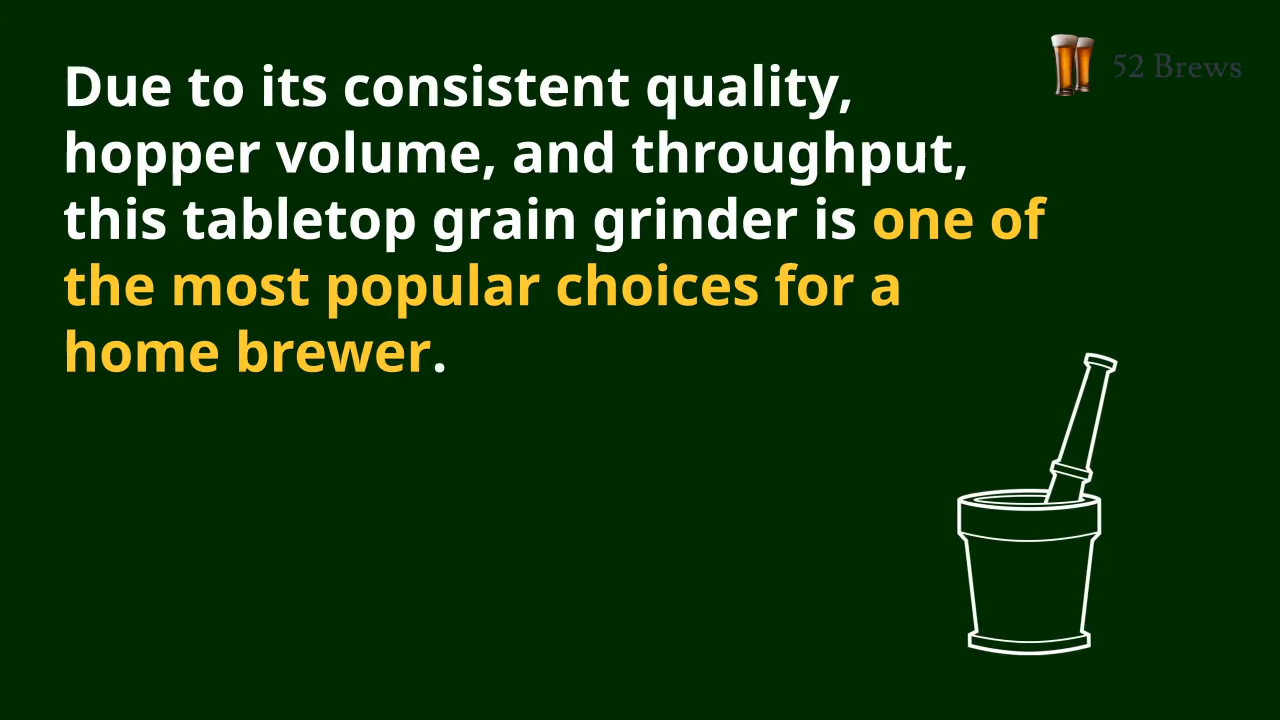 52 Brews
Due to its consistent quality,
hopper volume, and throughput,
this tabletop grain grinder is one of
the most popular choices for a
home brewer.